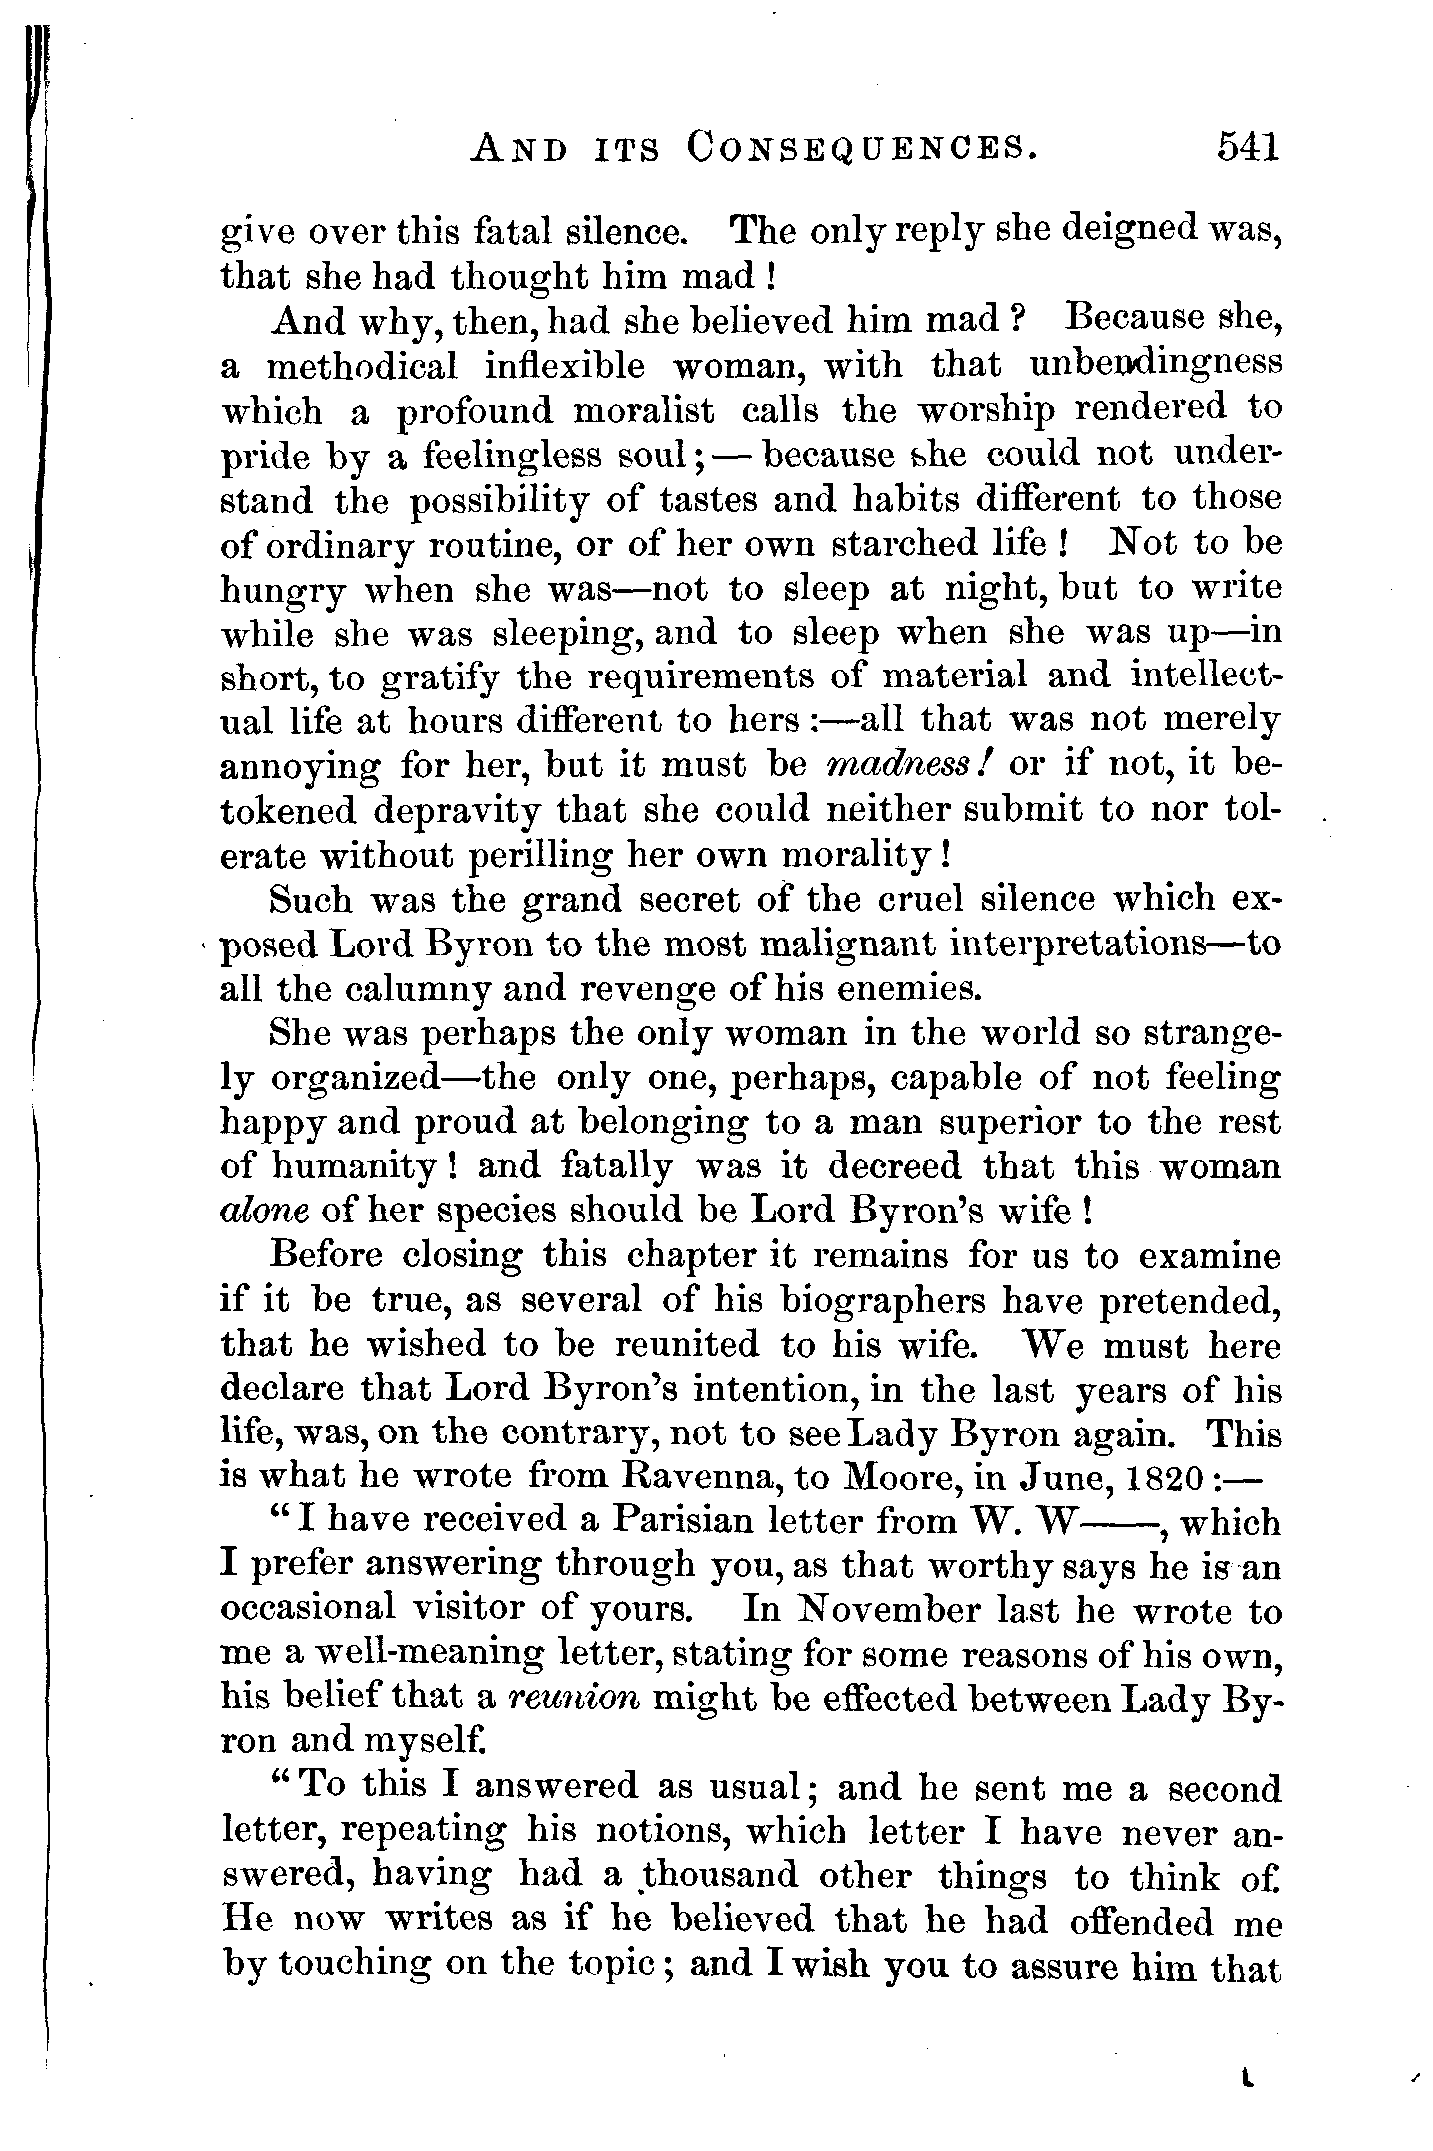 AND ITS CONSEQUENCES. 541
give over this fatal silence. The only reply she deigned was,
that she had thought him mad!
And why, then, had she believed him mad? Because she,
a methodical inflexible woman, with that unbendingness
which a profound moralist calls the worship rendered to
pride by a feelingless soul;—because she could not under-
stand the possibility of tastes and habits different to those
of ordinary routine, or of her own starched life! Not to be
hungry when she was—not to sleep at night, but to write
while she was sleeping, and to sleep when she was up—in
short, to gratify the requirements of material and intellect-
ual life at hours different to hers:—all that was not merely
annoying for her, but it must be madness! or if not, it be-
tokened depravity that she could neither submit to nor tol-
erate without perilling her own morality!
Such was the grand secret of the cruel silence which ex-
posed Lord Byron to the most malignant interpretations—to
all the calumny and revenge of his enemies.
She was perhaps the only woman in the world so strange-
ly organized—the only one, perhaps, capable of not feeling
happy and proud at belonging to a man superior to the rest
of humanity! and fatally was it decreed that this woman
alone of her species should be Lord Byron's wife!
Before closing this chapter it remains for us to examine
if it be true, as several of his biographers have pretended,
that he wished to be reunited to his wife. We must here
declare that Lord Byron's intention, in the last years of his
life, was, on the contrary, not to see Lady Byron again. This
is what he wrote from Ravenna, to Moore, in June, 1820:—
"I have received a Parisian letter from W. W——, which
I prefer answering through you, as that worthy says he is an
occasional visitor of yours. In November last he wrote to
me a well-meaning letter, stating for some reasons of his own,
his belief that a reunion might be effected between Lady By-
ron and myself.
"To this I answered as usual; and he sent me a second
letter, repeating his notions, which letter I have never an-
swered, having had a thousand other things to think of.
He now writes as if he believed that he had offended me
by touching on the topic; and I wish you to assure him that